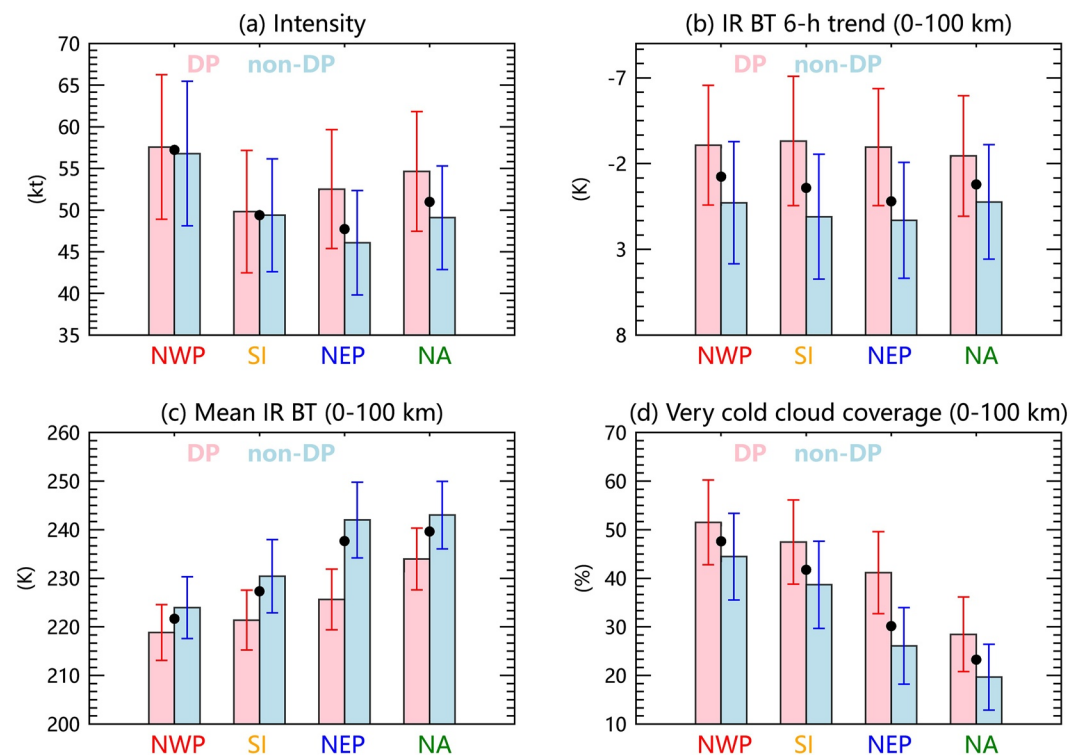 (a) Intensity
DP non-DP
70
65
60
55
50
45
40
35
(kt)
NWP SI NEP NA
(b) IR BT 6-h trend (0-100 km)
DP non-DP
-7
-2
3
8
(K)
NWP SI NEP NA
(c) Mean IR BT (0-100 km)
DP non-DP
260
250
240
230
220
210
200
(K)
NWP SI NEP NA
(d) Very cold cloud coverage (0-100 km)
DP non-DP
70
60
50
40
30
20
10
(%)
NWP SI NEP NA